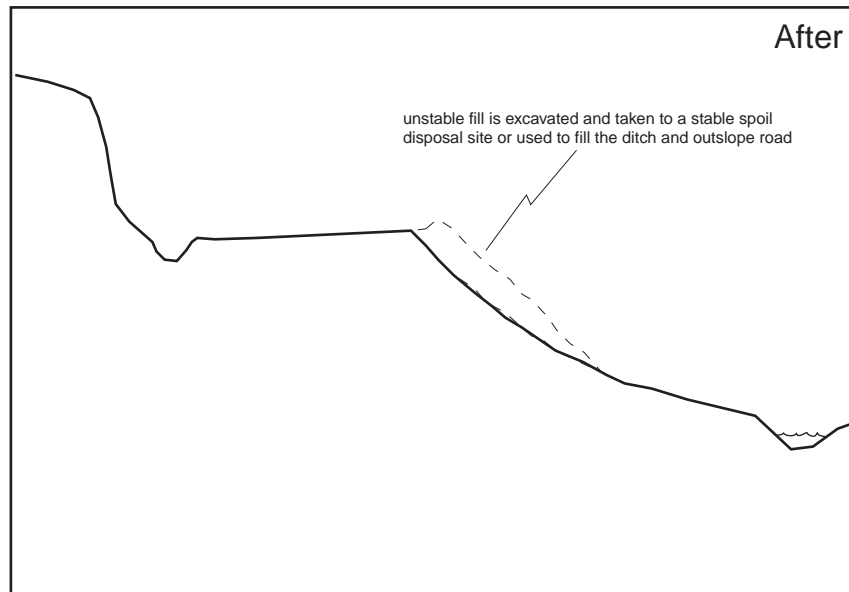 After
unstable fill is excavated and taken to a stable spoil
disposal site or used to fill the ditch and outslope road